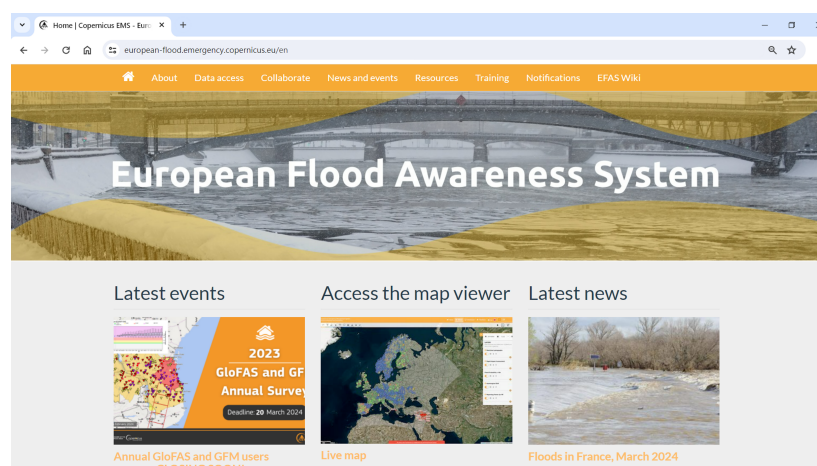 Home | Copernicus EMS - Euro
european-flood.emergency.copernicus.eu/en
About Data access Collaborate News and events Resources Training Notifications EFAS Wiki
European Flood Awareness System
Latest events
Access the map viewer
Latest news
2023
GloFAS and GF
Annual Survey
Deadline: 20 March 2024
Copernicus
Annual GloFAS and GFM users
Live map
Floods in France, March 2024